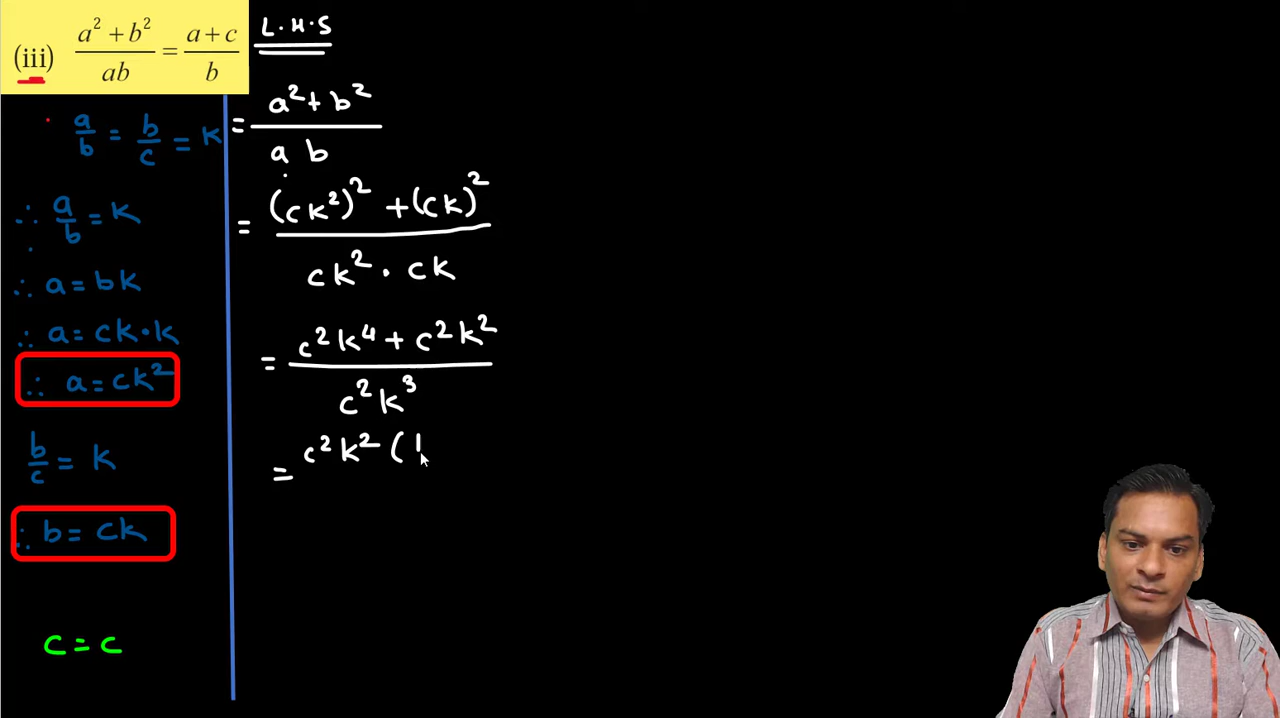 (iii) (a² + b²)/(ab) = (a + c)/b
a/b = b/c = k
∴ a/b = k
∴ a = bk
∴ a = ck·k
∴ a = ck²
b/c = k
∴ b = ck
c = c
L.H.S
= (a² + b²)/(a b)
= ((ck²)² + (ck)²)/(ck² · ck)
= (c²k⁴ + c²k²)/(c²k³)
= c²k² (1